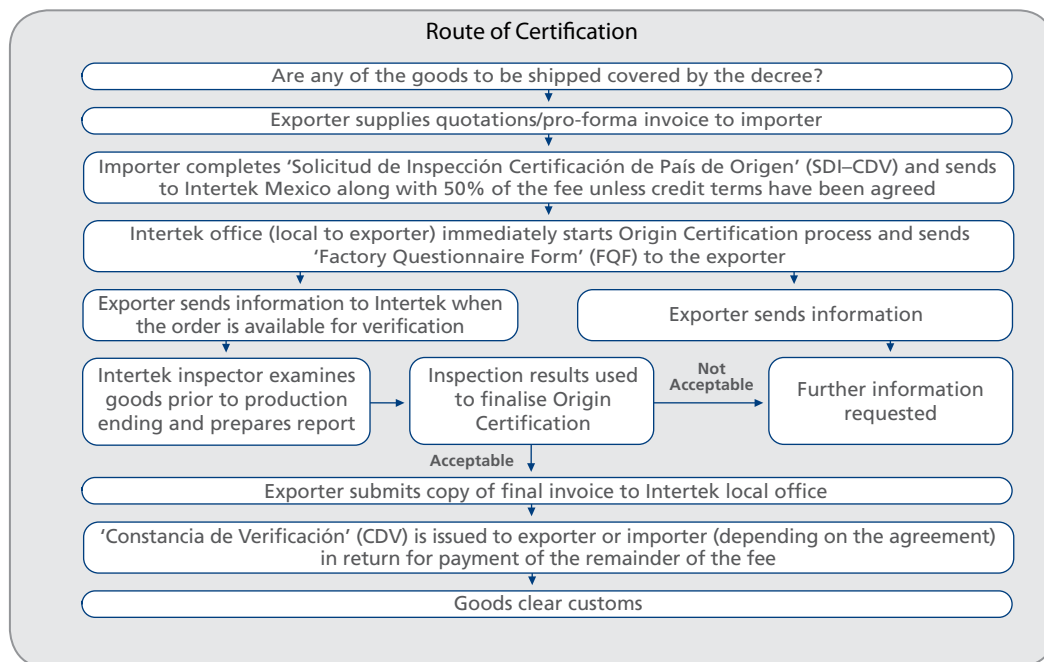 Route of Certification
Are any of the goods to be shipped covered by the decree?
Exporter supplies quotations/pro-forma invoice to importer
Importer completes ‘Solicitud de Inspección Certificación de País de Origen’ (SDI–CDV) and sends
to Intertek Mexico along with 50% of the fee unless credit terms have been agreed
Intertek office (local to exporter) immediately starts Origin Certification process and sends
‘Factory Questionnaire Form’ (FQF) to the exporter
Exporter sends information to Intertek when
the order is available for verification
Exporter sends information
Intertek inspector examines
goods prior to production
ending and prepares report
Inspection results used
to finalise Origin
Certification
Not
Acceptable
Further information
requested
Acceptable
Exporter submits copy of final invoice to Intertek local office
‘Constancia de Verificación’ (CDV) is issued to exporter or importer (depending on the agreement)
in return for payment of the remainder of the fee
Goods clear customs